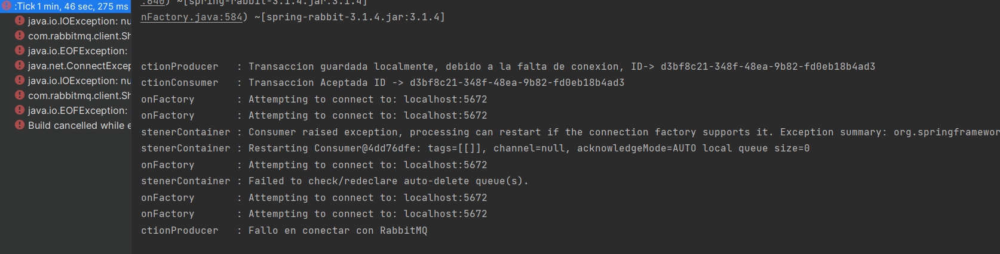 :Tick 1 min, 46 sec, 275 ms
java.io.IOException: nu
com.rabbitmq.client.Sh
java.io.EOFException:
java.net.ConnectExcep
java.io.IOException: nu
com.rabbitmq.client.Sh
java.io.EOFException:
Build cancelled while e
:640) ~[spring-rabbit-3.1.4.jar:3.1.4]
nFactory.java:584) ~[spring-rabbit-3.1.4.jar:3.1.4]
ctionProducer : Transaccion guardada localmente, debido a la falta de conexion, ID-> d3bf8c21-348f-48ea-9b82-fd0eb18b4ad3
ctionConsumer : Transaccion Aceptada ID -> d3bf8c21-348f-48ea-9b82-fd0eb18b4ad3
onFactory : Attempting to connect to: localhost:5672
onFactory : Attempting to connect to: localhost:5672
stenerContainer : Consumer raised exception, processing can restart if the connection factory supports it. Exception summary: org.springframewor
stenerContainer : Restarting Consumer@4dd76dfe: tags=[[]], channel=null, acknowledgeMode=AUTO local queue size=0
onFactory : Attempting to connect to: localhost:5672
stenerContainer : Failed to check/redeclare auto-delete queue(s).
onFactory : Attempting to connect to: localhost:5672
onFactory : Attempting to connect to: localhost:5672
ctionProducer : Fallo en conectar con RabbitMQ